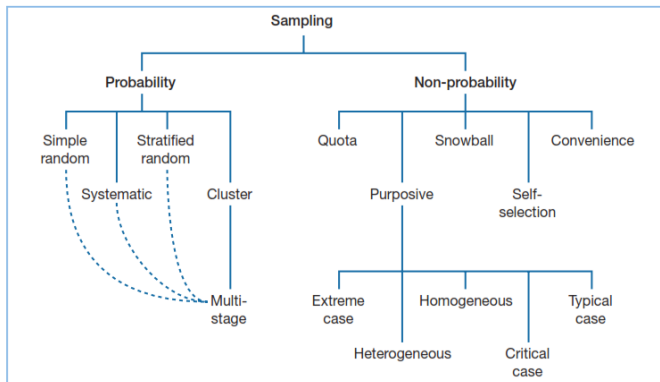 Sampling
Probability
Non-probability
Simple
random
Stratified
random
Quota
Snowball
Convenience
Systematic
Cluster
Purposive
Self-
selection
Multi-
stage
Extreme
case
Homogeneous
Typical
case
Heterogeneous
Critical
case